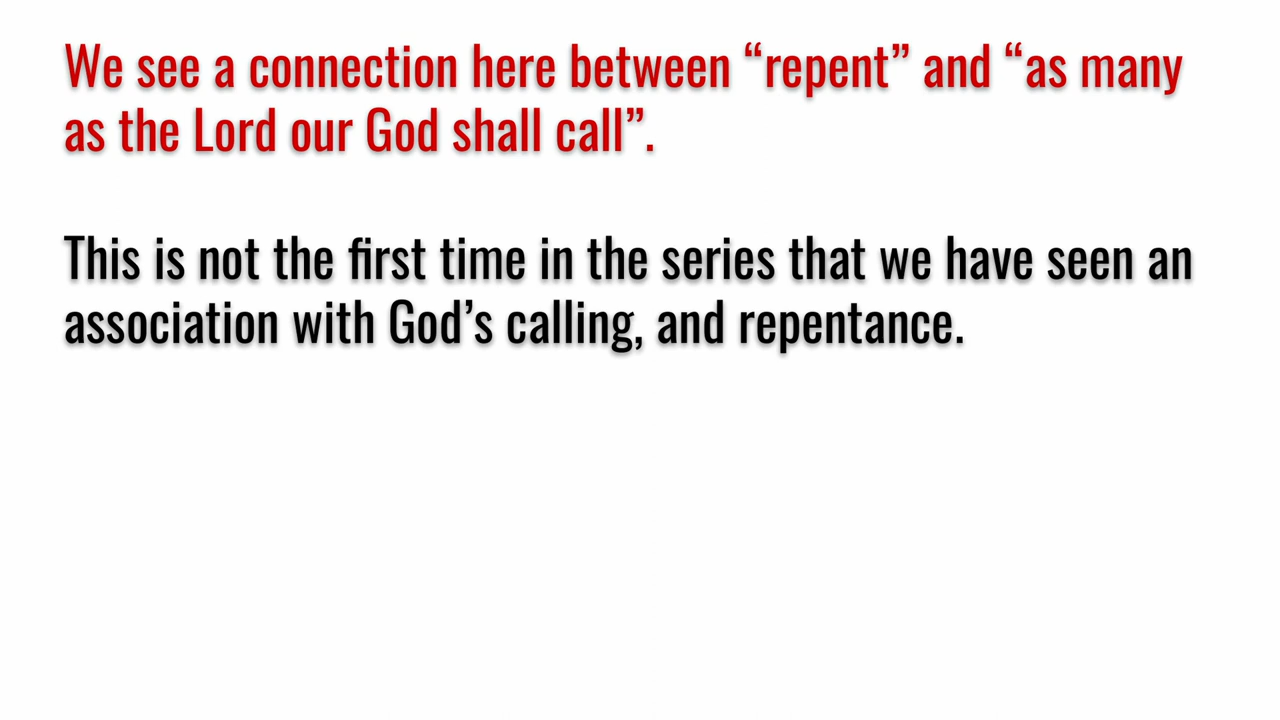 We see a connection here between “repent” and “as many
as the Lord our God shall call”.
This is not the first time in the series that we have seen an
association with God’s calling, and repentance.